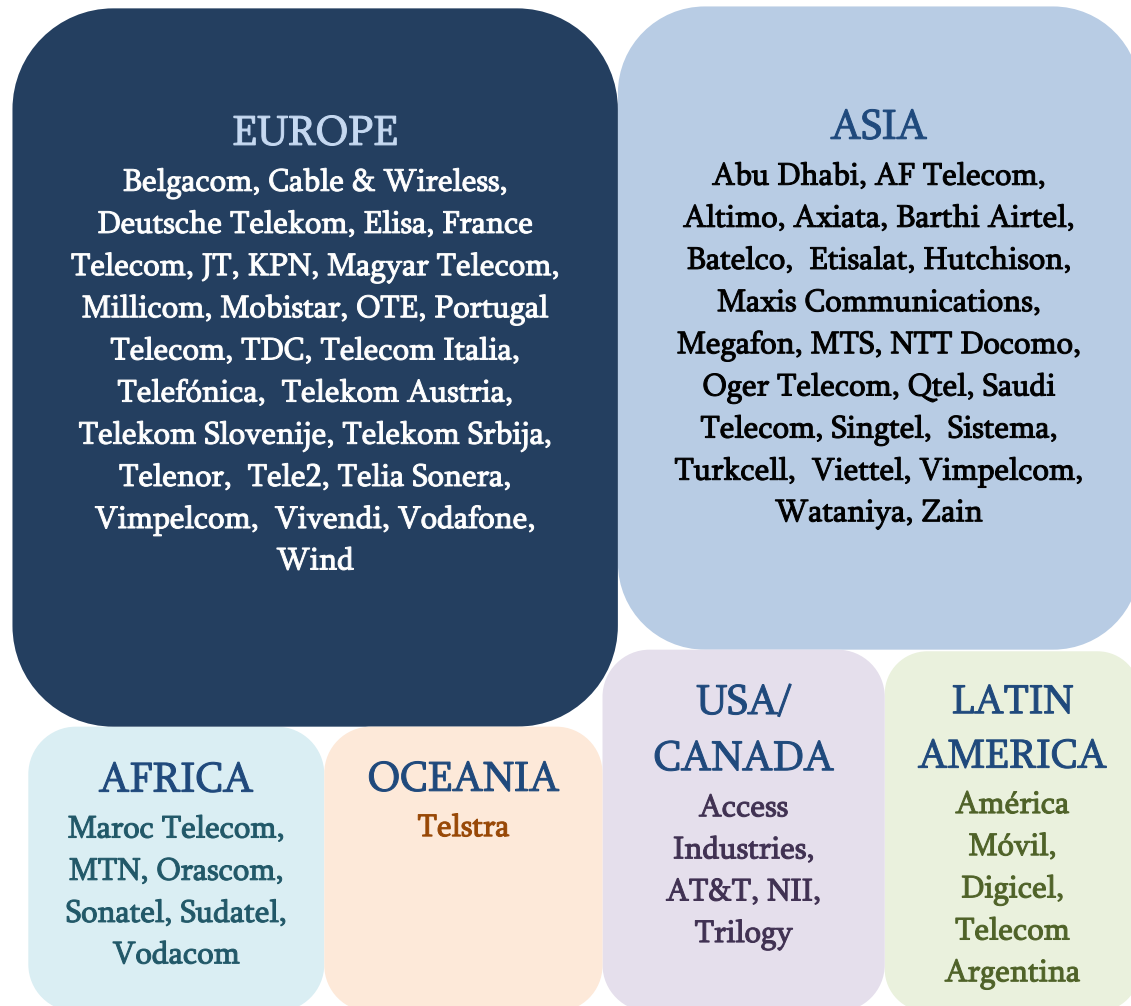 EUROPE
Belgacom, Cable & Wireless,
Deutsche Telekom, Elisa, France
Telecom, JT, KPN, Magyar Telecom,
Millicom, Mobistar, OTE, Portugal
Telecom, TDC, Telecom Italia,
Telefónica, Telekom Austria,
Telekom Slovenije, Telekom Srbija,
Telenor, Tele2, Telia Sonera,
Vimpelcom, Vivendi, Vodafone,
Wind
ASIA
Abu Dhabi, AF Telecom,
Altimo, Axiata, Barthi Airtel,
Batelco, Etisalat, Hutchison,
Maxis Communications,
Megafon, MTS, NTT Docomo,
Oger Telecom, Qtel, Saudi
Telecom, Singtel, Sistema,
Turkcell, Viettel, Vimpelcom,
Wataniya, Zain
AFRICA
Maroc Telecom,
MTN, Orascom,
Sonatel, Sudatel,
Vodacom
OCEANIA
Telstra
USA/
CANADA
Access
Industries,
AT&T, NII,
Trilogy
LATIN
AMERICA
América
Móvil,
Digicel,
Telecom
Argentina